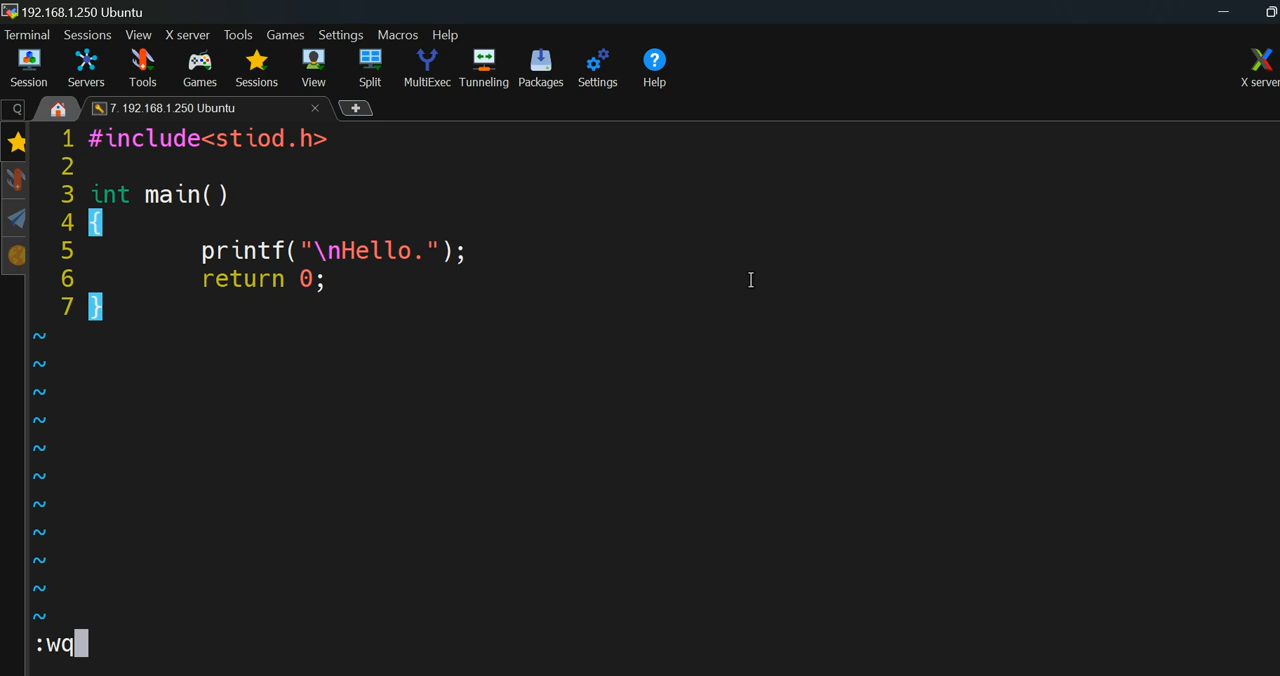 192.168.1.250 Ubuntu
Terminal Sessions View X server Tools Games Settings Macros Help
Session Servers Tools Games Sessions View Split MultiExec Tunneling Packages Settings Help X server
7. 192.168.1.250 Ubuntu
1 #include<stiod.h>
2
3 int main()
4 {
5 printf("\nHello.");
6 return 0;
7 }
~
~
~
~
~
~
~
~
~
~
~
:wq